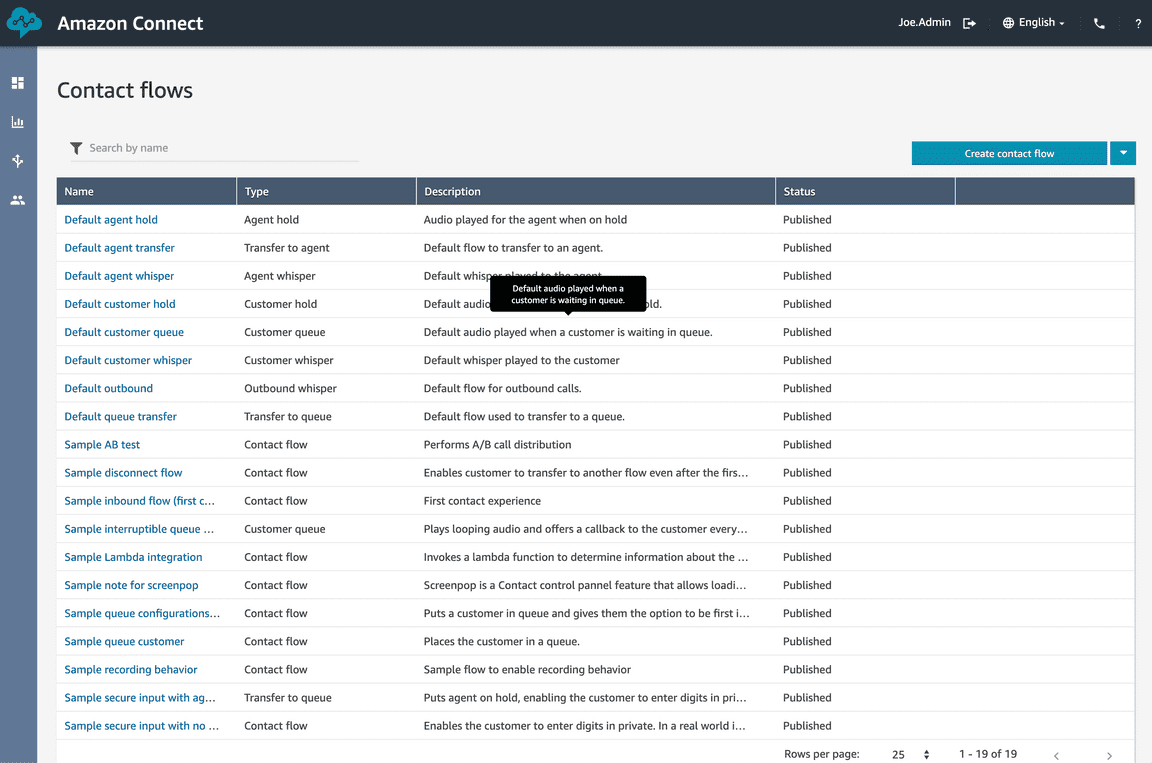 Amazon Connect
Joe.Admin English ?
Contact flows
Search by name
Create contact flow
Name Type Description Status
Default agent hold Agent hold Audio played for the agent when on hold Published
Default agent transfer Transfer to agent Default flow to transfer to an agent. Published
Default agent whisper Agent whisper Default whisper played to the agent. Published
Default audio played when a
customer is waiting in queue.
Default customer hold Customer hold Default audio old. Published
Default customer queue Customer queue Default audio played when a customer is waiting in queue. Published
Default customer whisper Customer whisper Default whisper played to the customer Published
Default outbound Outbound whisper Default flow for outbound calls. Published
Default queue transfer Transfer to queue Default flow used to transfer to a queue. Published
Sample AB test Contact flow Performs A/B call distribution Published
Sample disconnect flow Contact flow Enables customer to transfer to another flow even after the firs... Published
Sample inbound flow (first c... Contact flow First contact experience Published
Sample interruptible queue ... Customer queue Plays looping audio and offers a callback to the customer every... Published
Sample Lambda integration Contact flow Invokes a lambda function to determine information about the ... Published
Sample note for screenpop Contact flow Screenpop is a Contact control pannel feature that allows loadi... Published
Sample queue configurations... Contact flow Puts a customer in queue and gives them the option to be first i... Published
Sample queue customer Contact flow Places the customer in a queue. Published
Sample recording behavior Contact flow Sample flow to enable recording behavior Published
Sample secure input with ag... Transfer to queue Puts agent on hold, enabling the customer to enter digits in pri... Published
Sample secure input with no ... Contact flow Enables the customer to enter digits in private. In a real world i... Published
Rows per page: 25 1 - 19 of 19